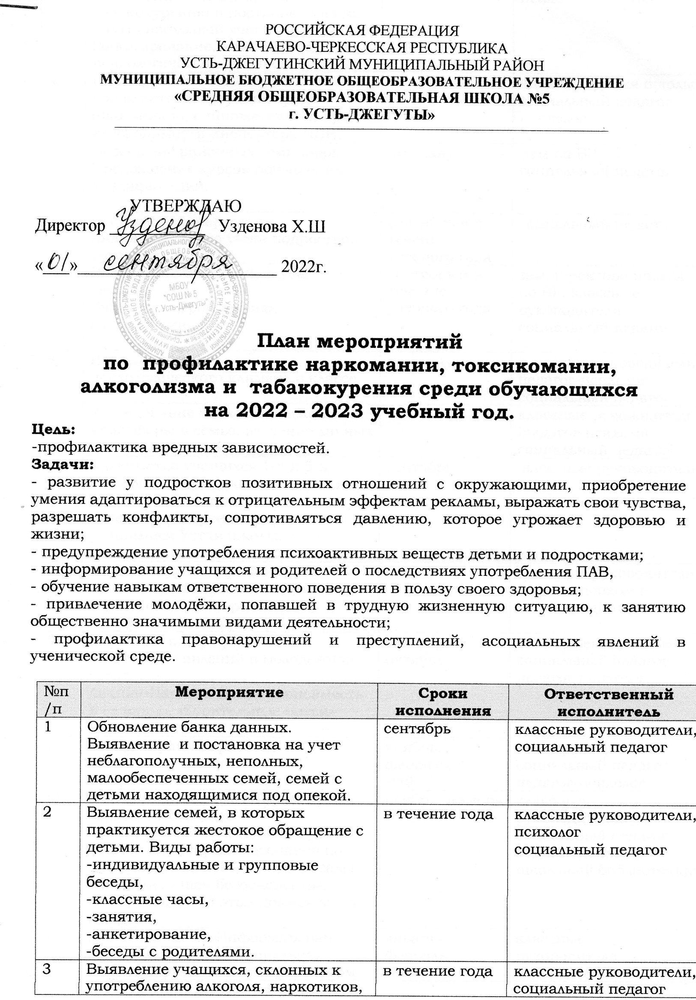 РОССИЙСКАЯ ФЕДЕРАЦИЯ
КАРАЧАЕВО-ЧЕРКЕССКАЯ РЕСПУБЛИКА
УСТЬ-ДЖЕГУТИНСКИЙ МУНИЦИПАЛЬНЫЙ РАЙОН
МУНИЦИПАЛЬНОЕ БЮДЖЕТНОЕ ОБЩЕОБРАЗОВАТЕЛЬНОЕ УЧРЕЖДЕНИЕ
«СРЕДНЯЯ ОБЩЕОБРАЗОВАТЕЛЬНАЯ ШКОЛА №5
г. УСТЬ-ДЖЕГУТЫ»
УТВЕРЖДАЮ
Директор Узденов Узденова Х.Ш
«01» сентября 2022г.
МБОУ
"СОШ № 5
г. Усть-Джегуты"
План мероприятий
по профилактике наркомании, токсикомании,
алкоголизма и табакокурения среди обучающихся
на 2022 – 2023 учебный год.
Цель:
-профилактика вредных зависимостей.
Задачи:
- развитие у подростков позитивных отношений с окружающими, приобретение
умения адаптироваться к отрицательным эффектам рекламы, выражать свои чувства,
разрешать конфликты, сопротивляться давлению, которое угрожает здоровью и
жизни;
- предупреждение употребления психоактивных веществ детьми и подростками;
- информирование учащихся и родителей о последствиях употребления ПАВ,
- обучение навыкам ответственного поведения в пользу своего здоровья;
- привлечение молодёжи, попавшей в трудную жизненную ситуацию, к занятию
общественно значимыми видами деятельности;
- профилактика правонарушений и преступлений, асоциальных явлений в
ученической среде.
№п
/п
Мероприятие
Сроки
исполнения
Ответственный
исполнитель
1
Обновление банка данных.
Выявление и постановка на учет
неблагополучных, неполных,
малообеспеченных семей, семей с
детьми находящимися под опекой.
сентябрь
классные руководители,
социальный педагог
2
Выявление семей, в которых
практикуется жестокое обращение с
детьми. Виды работы:
-индивидуальные и групповые
беседы,
-классные часы,
-занятия,
-анкетирование,
-беседы с родителями.
в течение года
классные руководители,
психолог
социальный педагог
3
Выявление учащихся, склонных к
употреблению алкоголя, наркотиков,
в течение года
классные руководители,
социальный педагог